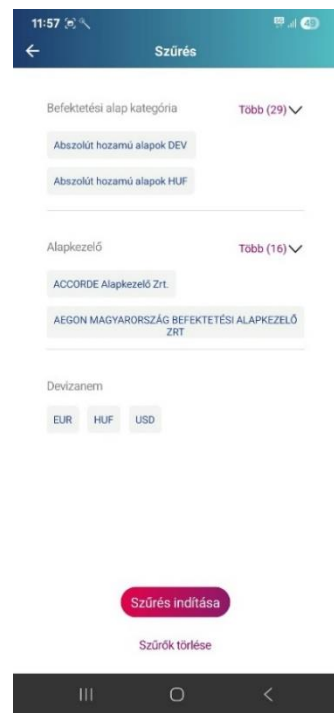 11:57
49
Szűrés
Befektetési alap kategória
Több (29)
Abszolút hozamú alapok DEV
Abszolút hozamú alapok HUF
Alapkezelő
Több (16)
ACCORDE Alapkezelő Zrt.
AEGON MAGYARORSZÁG BEFEKTETÉSI ALAPKEZELŐ
ZRT
Devizanem
EUR HUF USD
Szűrés indítása
Szűrők törlése